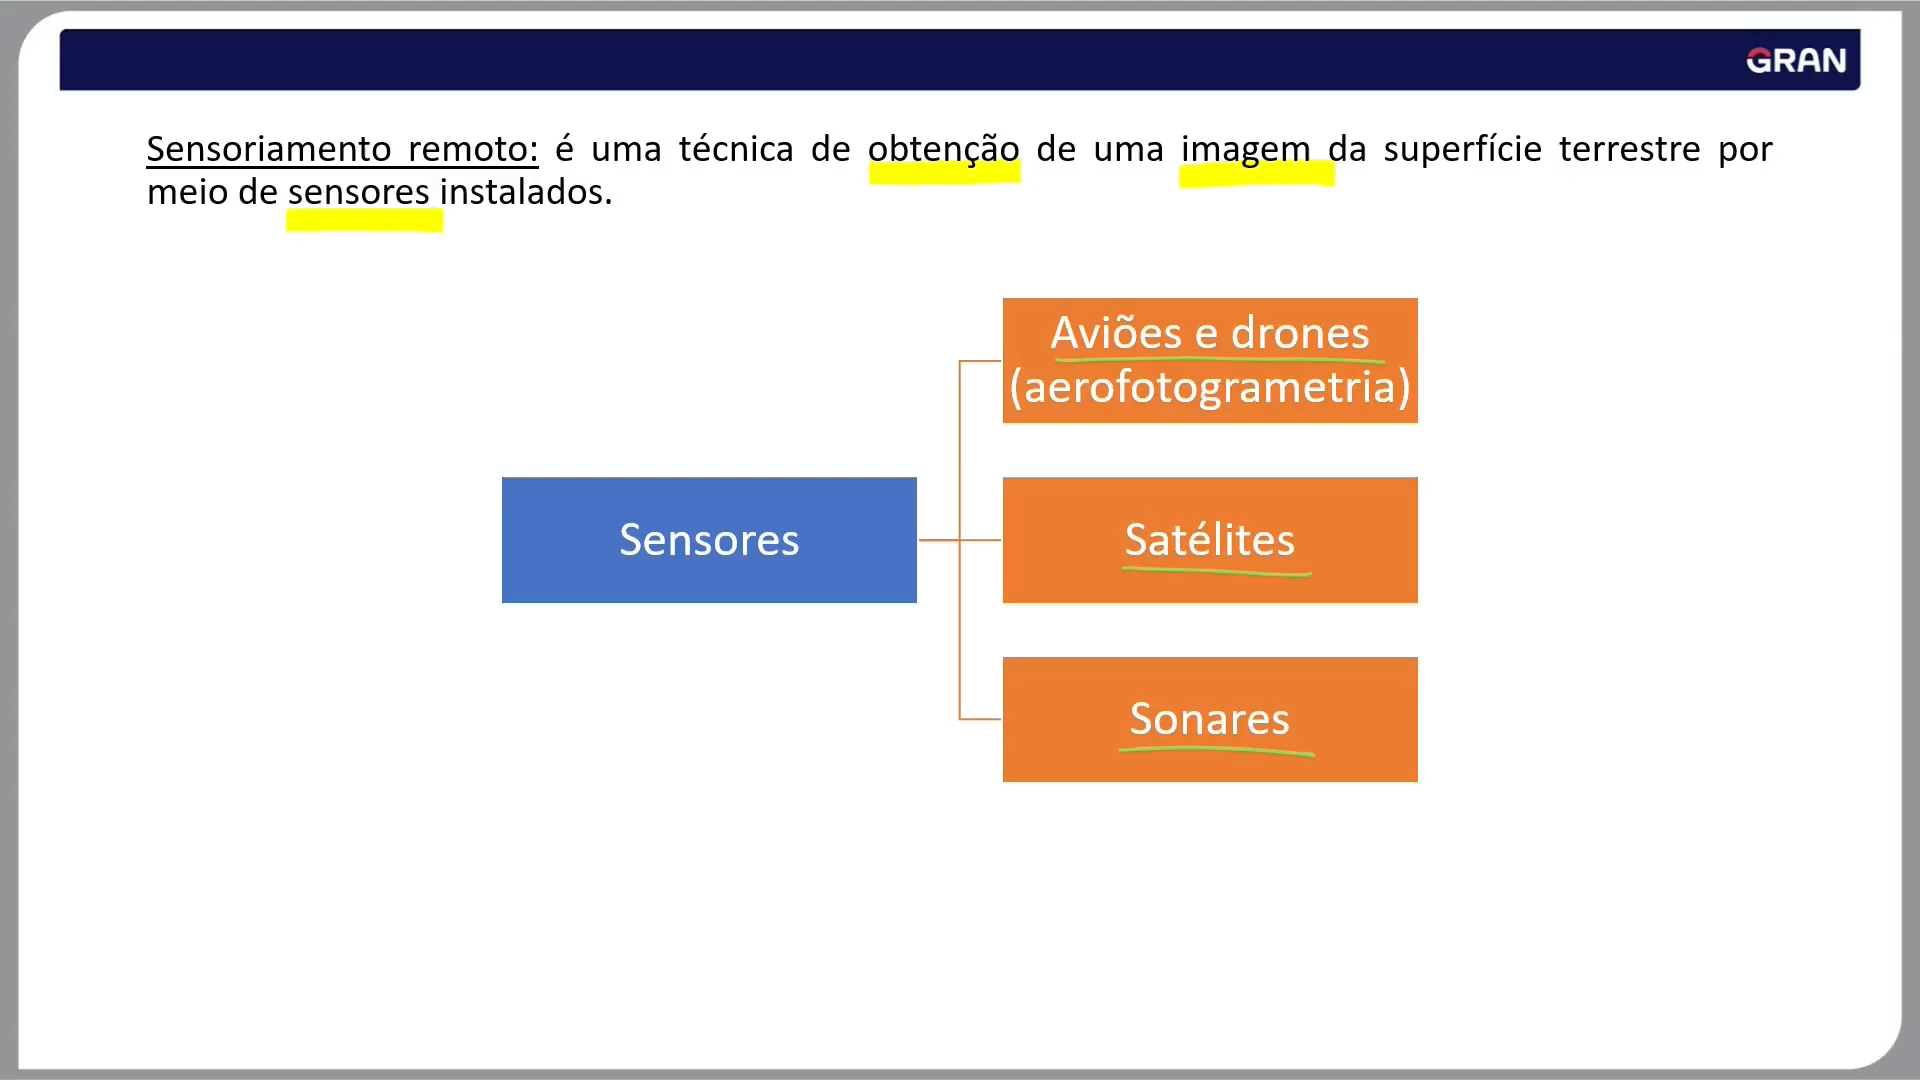 GRAN
Sensoriamento remoto: é uma técnica de obtenção de uma imagem da superfície terrestre por
meio de sensores instalados.
Aviões e drones
(aerofotogrametria)
Sensores
Satélites
Sonares